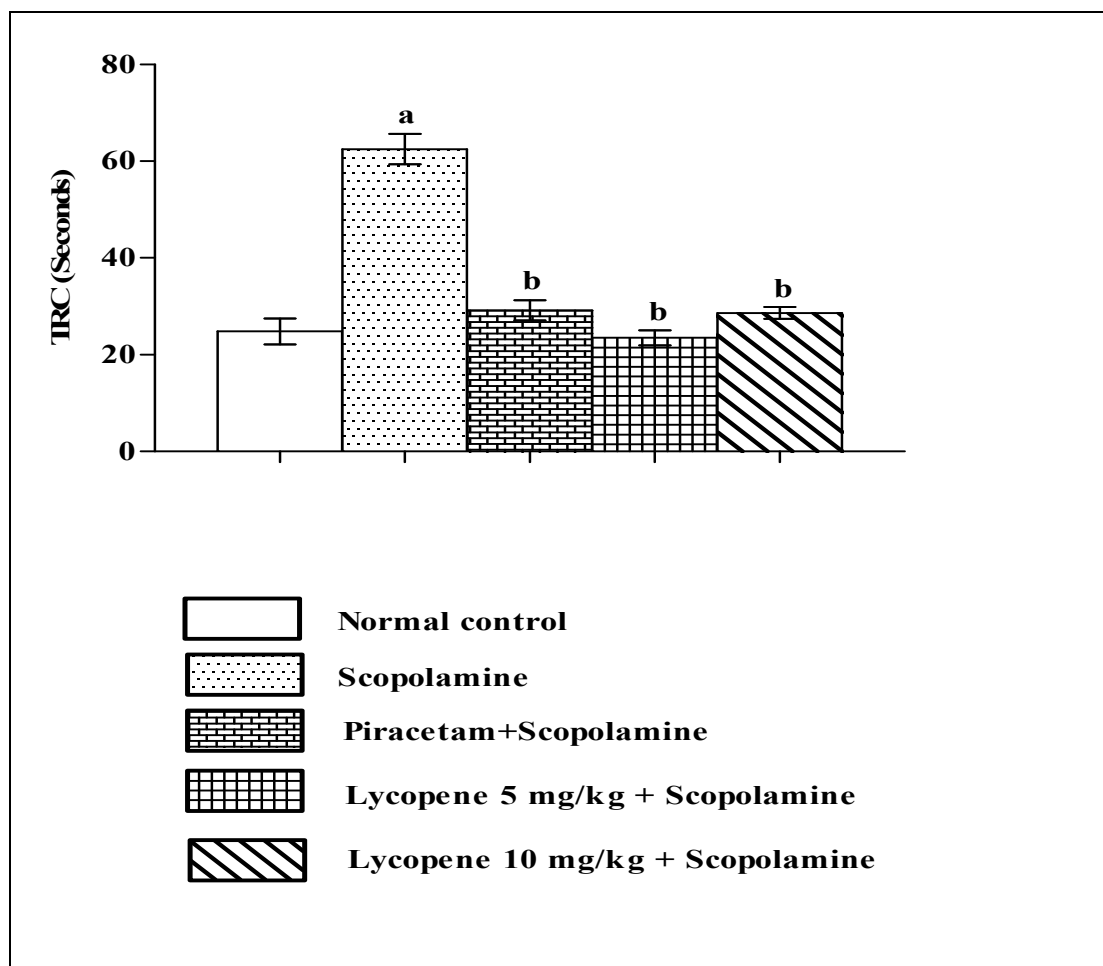 80
60
40
20
0
TRC (Seconds)
a
b
b
b
Normal control
Scopolamine
Piracetam+Scopolamine
Lycopene 5 mg/kg + Scopolamine
Lycopene 10 mg/kg + Scopolamine